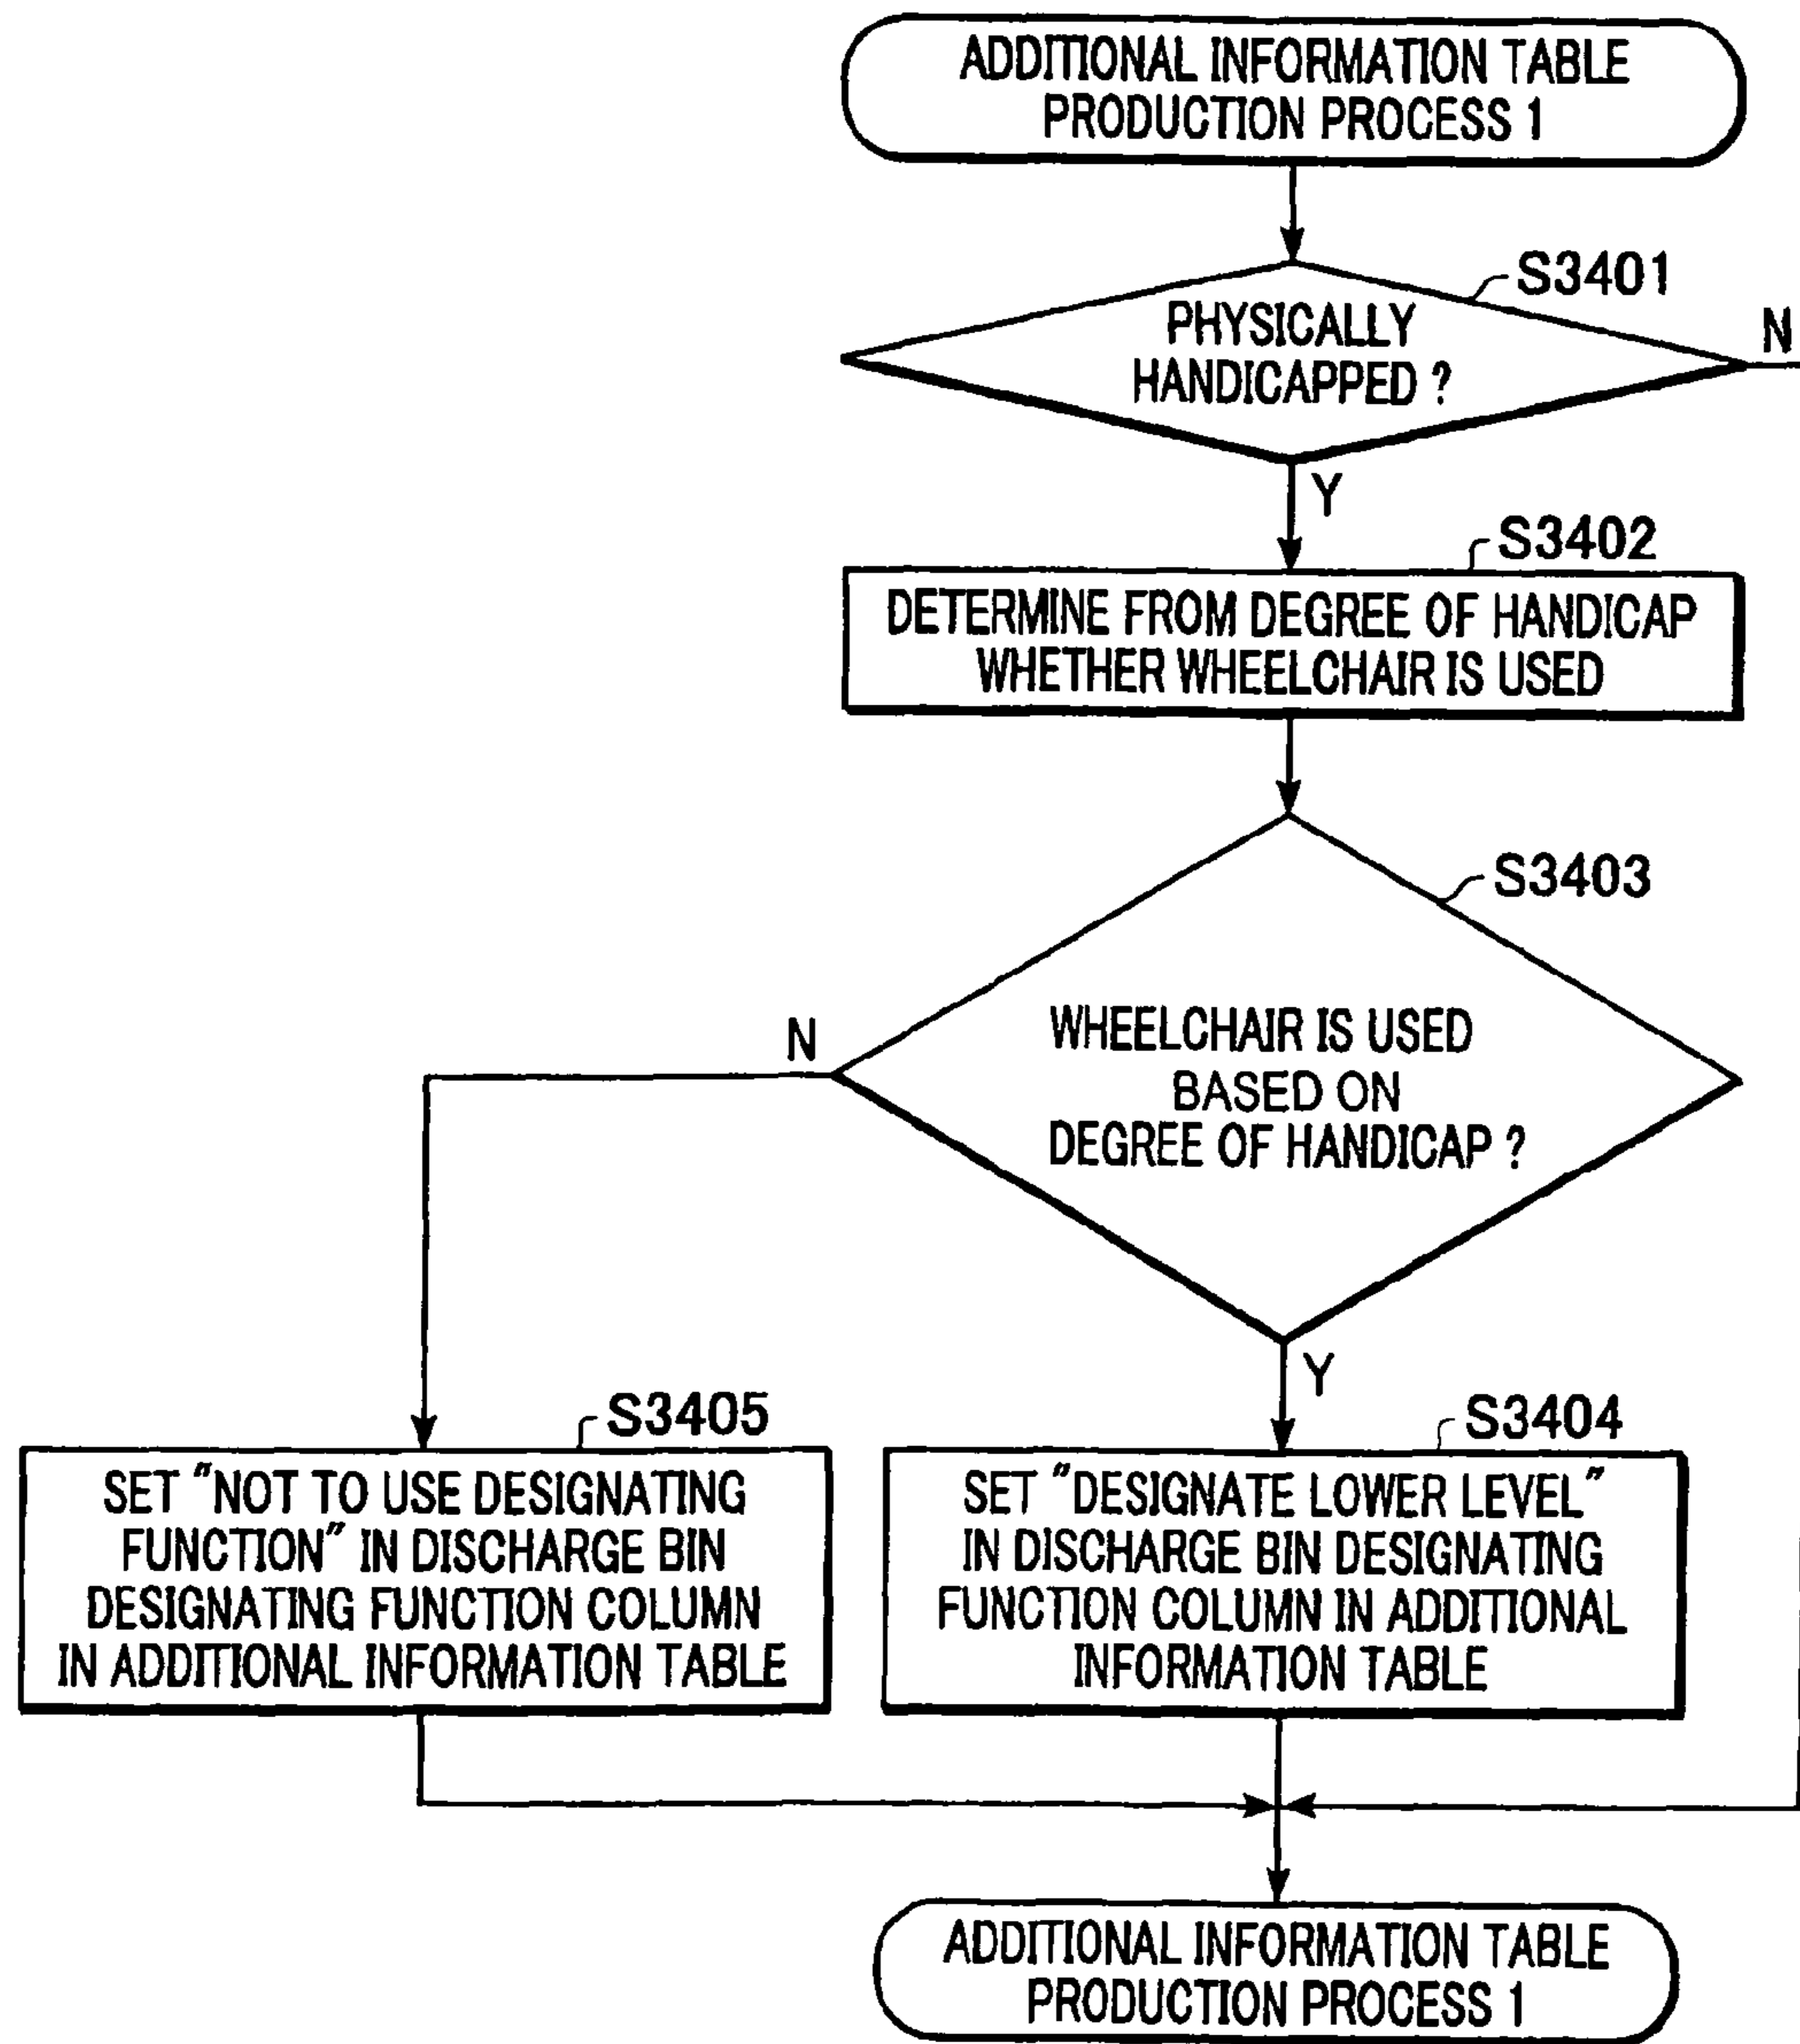 ADDITIONAL INFORMATION TABLE
PRODUCTION PROCESS 1
S3401
PHYSICALLY
HANDICAPPED ?
N
Y
S3402
DETERMINE FROM DEGREE OF HANDICAP
WHETHER WHEELCHAIR IS USED
S3403
WHEELCHAIR IS USED
BASED ON
DEGREE OF HANDICAP ?
N
Y
S3405
SET "NOT TO USE DESIGNATING
FUNCTION" IN DISCHARGE BIN
DESIGNATING FUNCTION COLUMN
IN ADDITIONAL INFORMATION TABLE
S3404
SET "DESIGNATE LOWER LEVEL"
IN DISCHARGE BIN DESIGNATING
FUNCTION COLUMN IN ADDITIONAL
INFORMATION TABLE
ADDITIONAL INFORMATION TABLE
PRODUCTION PROCESS 1